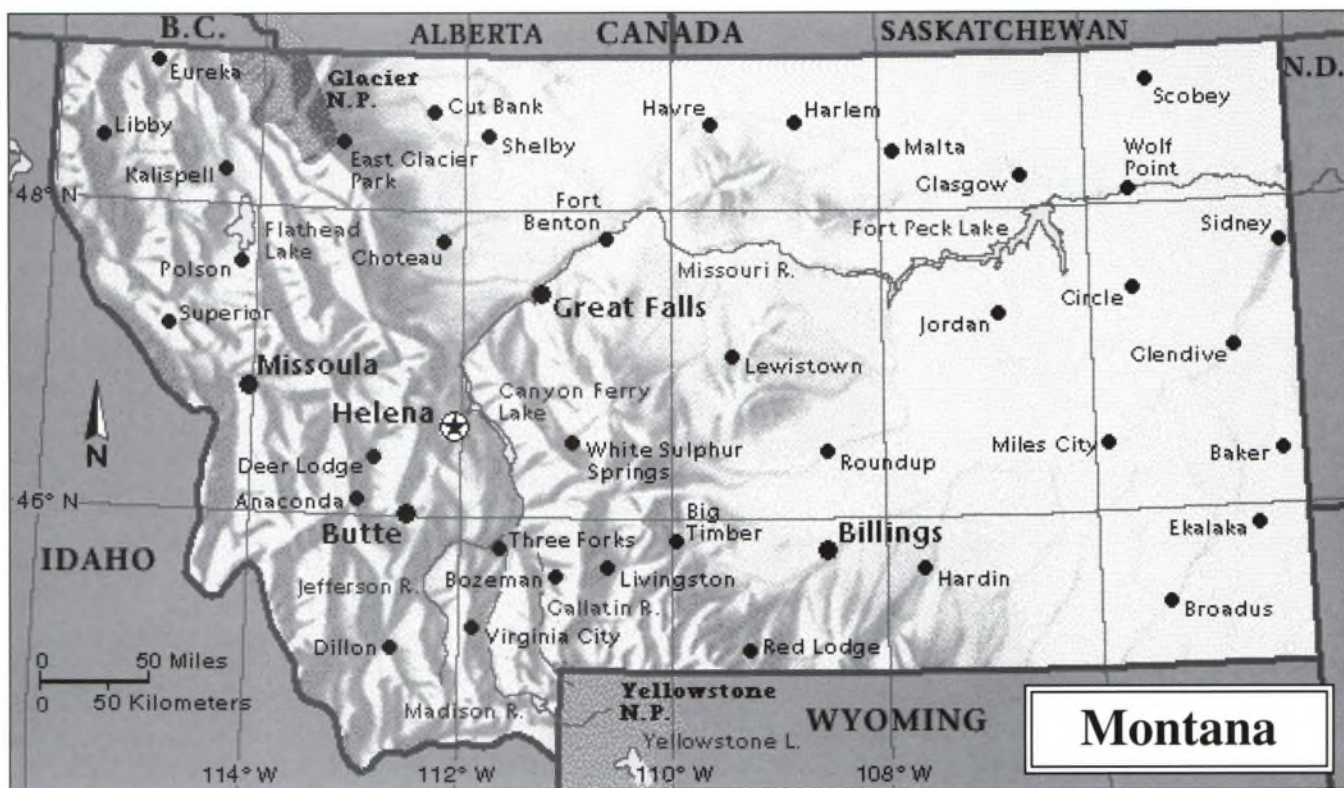 B.C.
ALBERTA
CANADA
SASKATCHEWAN
N.D.
Eureka
Glacier
N.P.
Cut Bank
Havre
Harlem
Scobey
Libby
Shelby
Kalispell
East Glacier
Park
Malta
Wolf
Point
Glasgow
48° N
Fort
Benton
Flathead
Lake
Choteau
Fort Peck Lake
Sidney
Polson
Missouri R.
Superior
Great Falls
Circle
Jordan
Missoula
Lewistown
Glendive
Canyon Ferry
Lake
Helena
N
Deer Lodge
White Sulphur
Springs
Roundup
Miles City
Baker
46° N
Anaconda
Butte
Big
Timber
Billings
Ekalaka
IDAHO
Three Forks
Jefferson R.
Bozeman
Livingston
Hardin
Gallatin R.
Broadus
Virginia City
Dillon
Red Lodge
0 50 Miles
0 50 Kilometers
Madison R.
Yellowstone
N.P.
WYOMING
Yellowstone L.
Montana
114° W
112° W
110° W
108° W